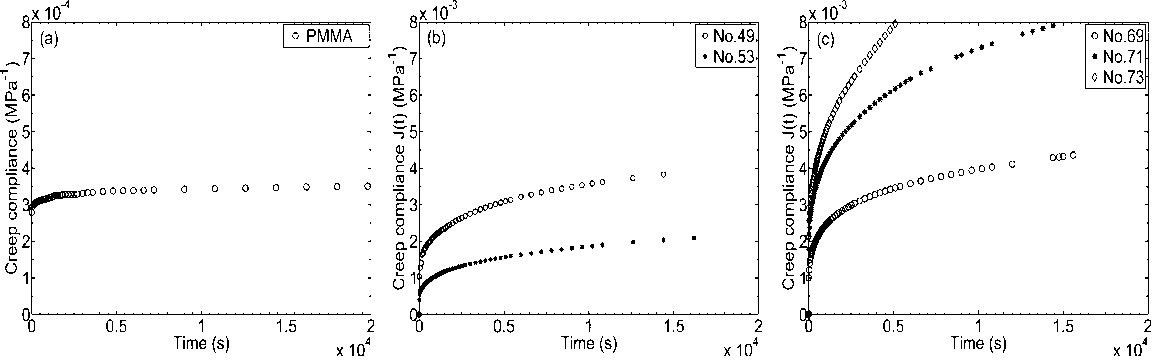 x 10⁻⁴
8
7
6
5
4
3
2
1
0
Creep compliance (MPa⁻¹)
(a)
PMMA
0 0.5 1 1.5 2
Time (s)
x 10⁴
x 10⁻³
8
7
6
5
4
3
2
1
0
Creep compliance J(t) (MPa⁻¹)
(b)
No.49
No.53
0 0.5 1 1.5 2
Time (s)
x 10⁴
x 10⁻³
8
7
6
5
4
3
2
1
0
Creep compliance J(t) (MPa⁻¹)
(c)
No.69
No.71
No.73
0 0.5 1 1.5 2
Time (s)
x 10⁴